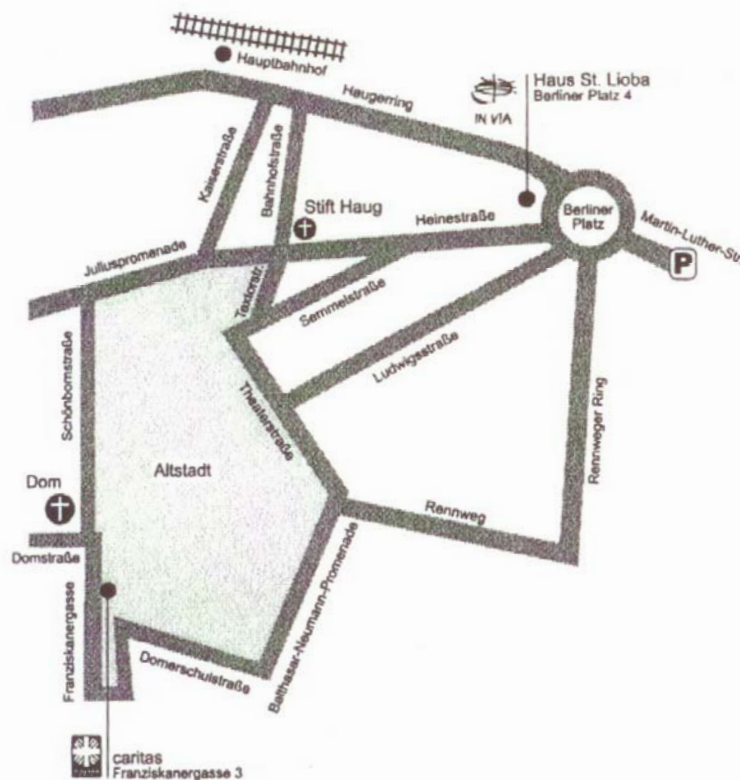 Hauptbahnhof
Haugerring
Haus St. Lioba
Berliner Platz 4
IN VIA
Kaiserstraße
Bahnhofstraße
Stift Haug
Heinestraße
Berliner
Platz
Martin-Luther-Str.
P
Juliuspromenade
Textorstr.
Semmelstraße
Ludwigsstraße
Schönbornstraße
Theaterstraße
Rennweger Ring
Altstadt
Dom
Rennweg
Domstraße
Franziskanergasse
Balthasar-Neumann-Promenade
Domerschulstraße
caritas
Franziskanergasse 3